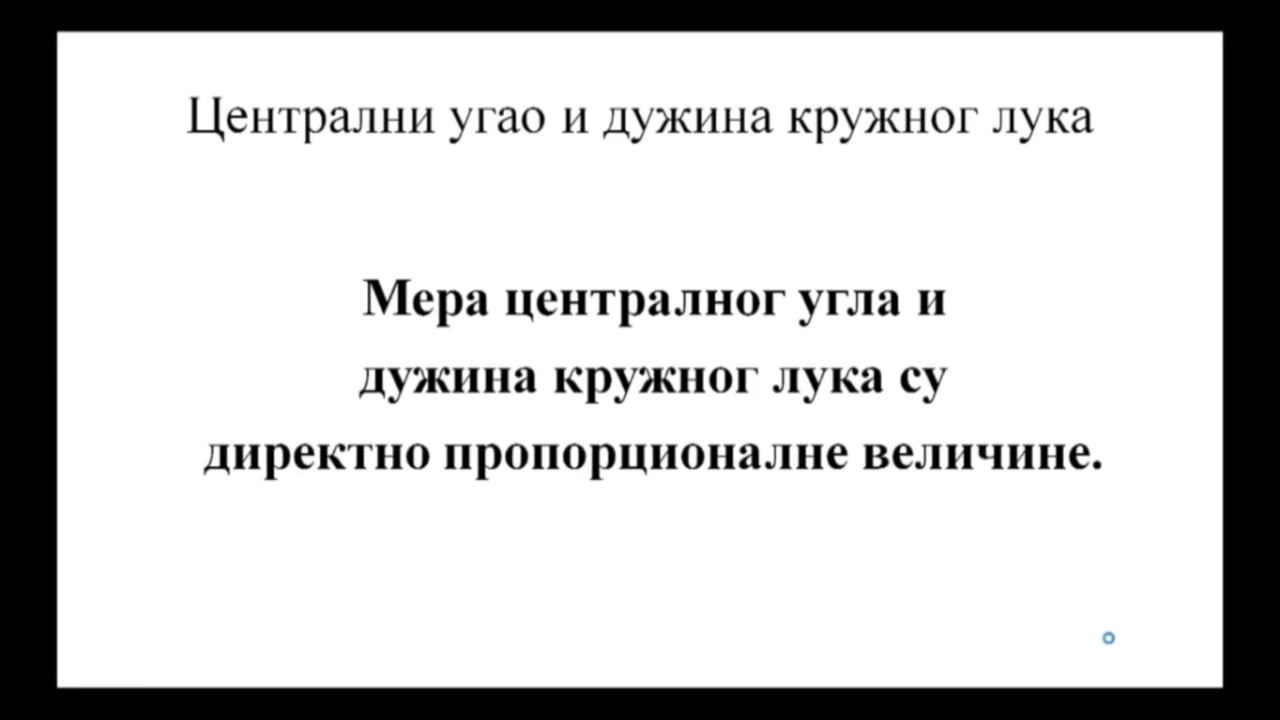 Централни угао и дужина кружног лука
Мера централног угла и
дужина кружног лука су
директно пропорционалне величине.